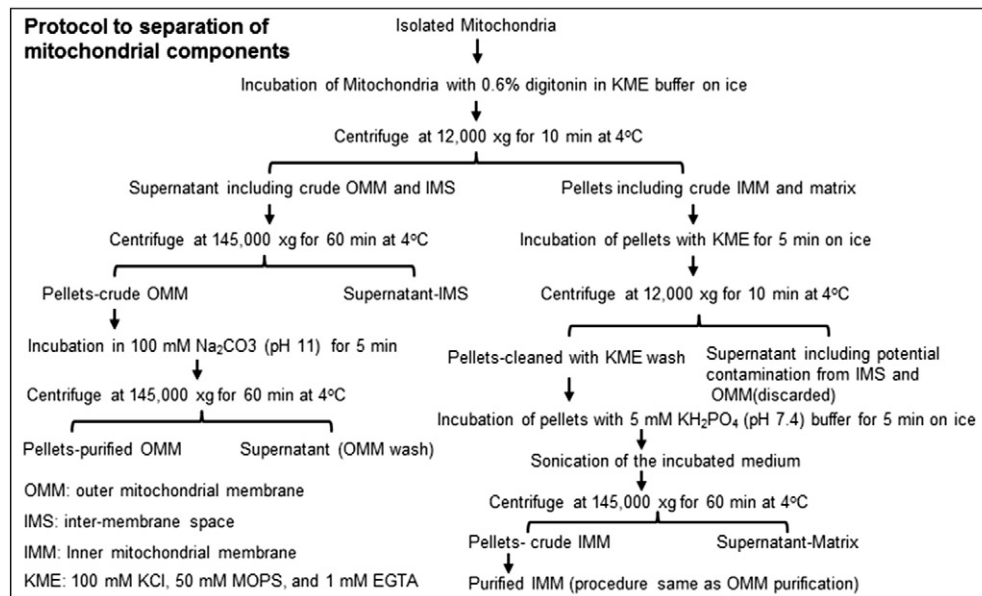 Protocol to separation of
mitochondrial components
Isolated Mitochondria
Incubation of Mitochondria with 0.6% digitonin in KME buffer on ice
Centrifuge at 12,000 xg for 10 min at 4ºC
Supernatant including crude OMM and IMS
Pellets including crude IMM and matrix
Centrifuge at 145,000 xg for 60 min at 4ºC
Incubation of pellets with KME for 5 min on ice
Pellets-crude OMM
Supernatant-IMS
Centrifuge at 12,000 xg for 10 min at 4ºC
Incubation in 100 mM Na₂CO3 (pH 11) for 5 min
Pellets-cleaned with KME wash
Supernatant including potential
contamination from IMS and
OMM(discarded)
Centrifuge at 145,000 xg for 60 min at 4ºC
Incubation of pellets with 5 mM KH₂PO₄ (pH 7.4) buffer for 5 min on ice
Pellets-purified OMM
Supernatant (OMM wash)
Sonication of the incubated medium
Centrifuge at 145,000 xg for 60 min at 4ºC
Pellets- crude IMM
Supernatant-Matrix
Purified IMM (procedure same as OMM purification)
OMM: outer mitochondrial membrane
IMS: inter-membrane space
IMM: Inner mitochondrial membrane
KME: 100 mM KCl, 50 mM MOPS, and 1 mM EGTA